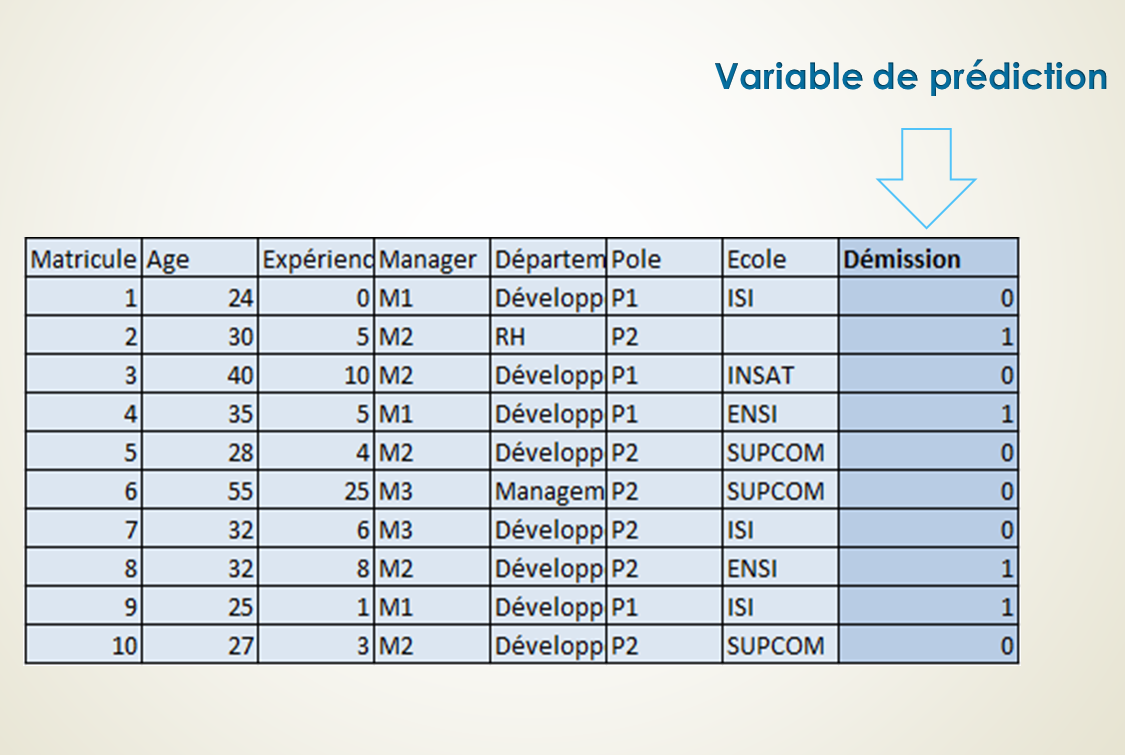 Variable de prédiction
Matricule Age Expérienc Manager Départem Pole Ecole Démission
1 24 0 M1 Développ P1 ISI 0
2 30 5 M2 RH P2 1
3 40 10 M2 Développ P1 INSAT 0
4 35 5 M1 Développ P1 ENSI 1
5 28 4 M2 Développ P2 SUPCOM 0
6 55 25 M3 Managem P2 SUPCOM 0
7 32 6 M3 Développ P2 ISI 0
8 32 8 M2 Développ P2 ENSI 1
9 25 1 M1 Développ P1 ISI 1
10 27 3 M2 Développ P2 SUPCOM 0